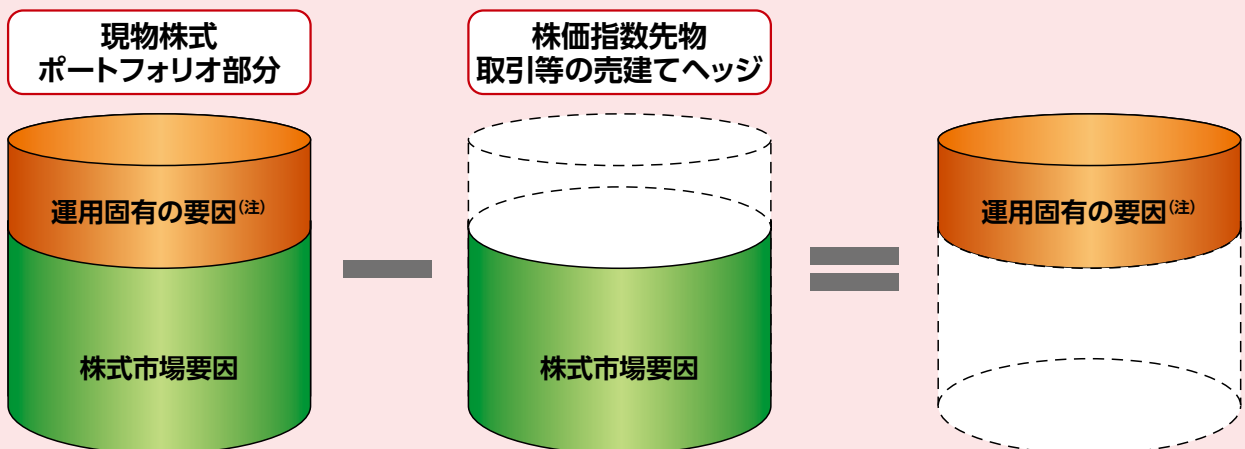 現物株式
ポートフォリオ部分
株価指数先物
取引等の売建てヘッジ
運用固有の要因(注)
株式市場要因
株式市場要因
運用固有の要因(注)